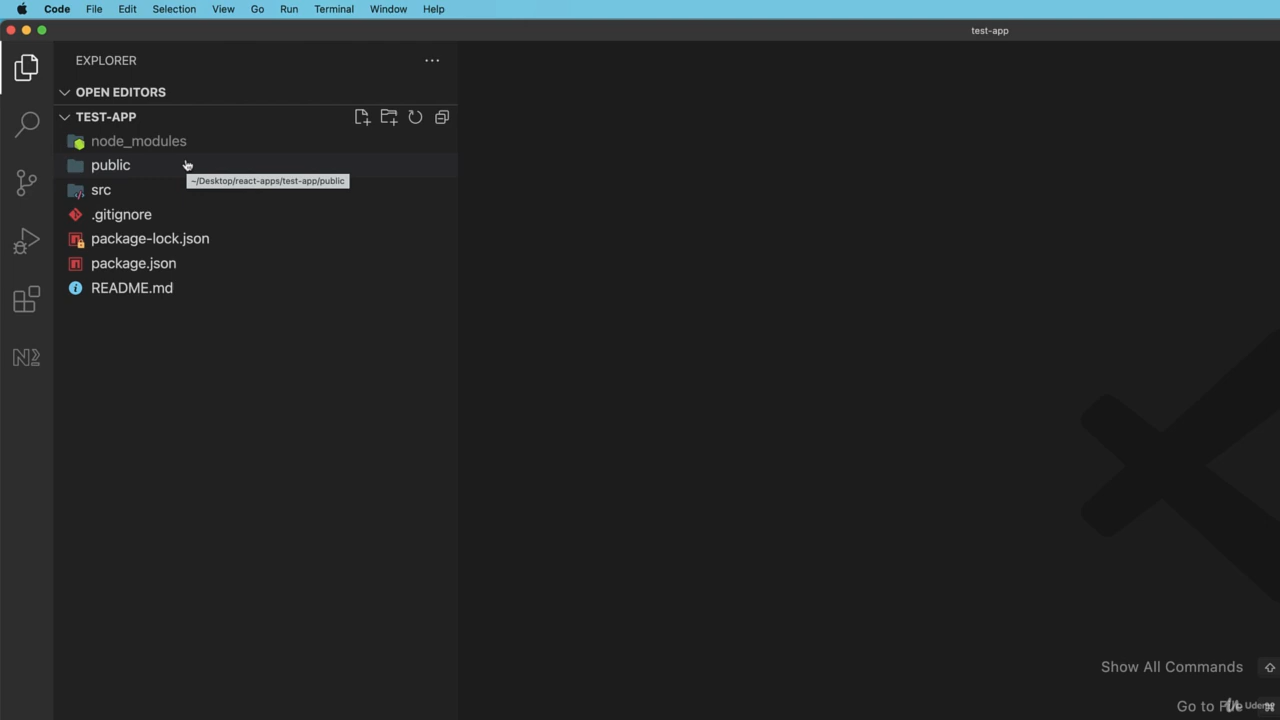 Code File Edit Selection View Go Run Terminal Window Help
test-app
EXPLORER
OPEN EDITORS
TEST-APP
node_modules
public
~/Desktop/react-apps/test-app/public
src
.gitignore
package-lock.json
package.json
README.md
Show All Commands
Go to
Udemy